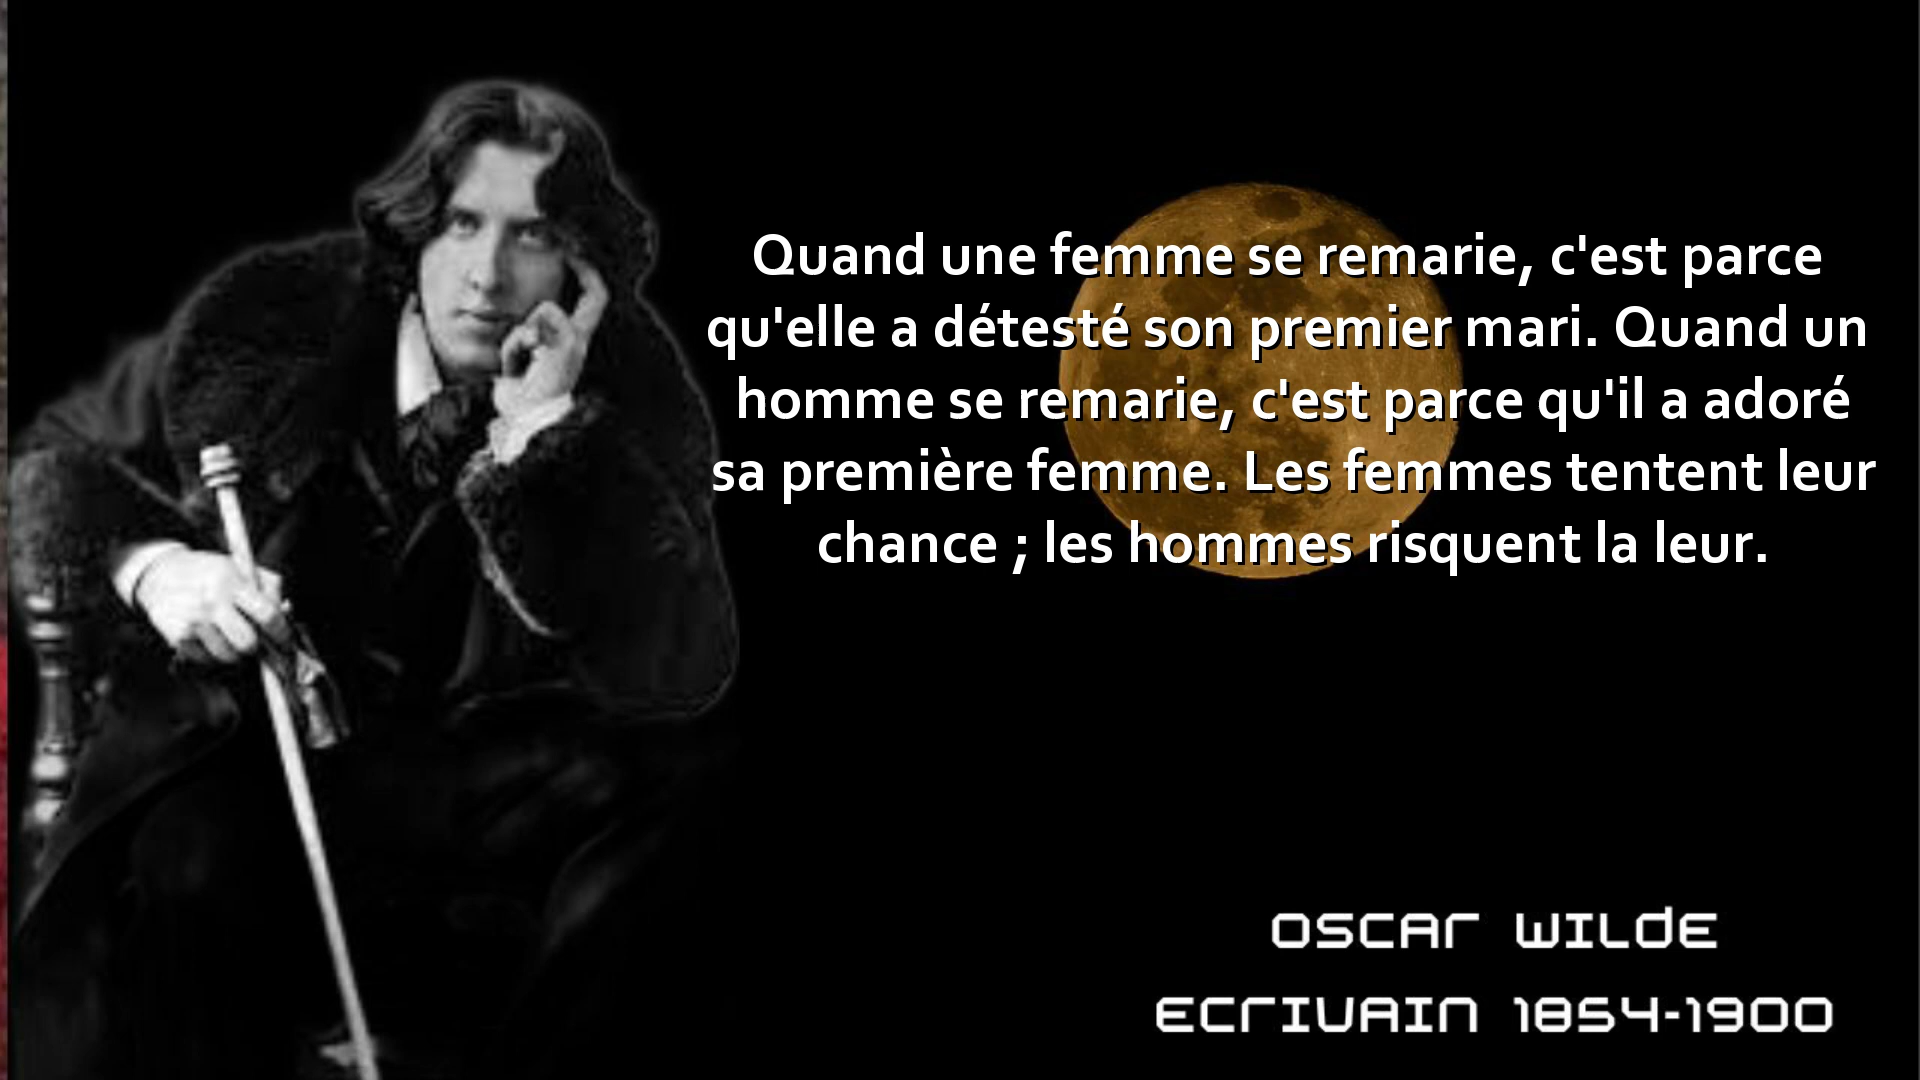 Quand une femme se remarie, c'est parce
qu'elle a détesté son premier mari. Quand un
homme se remarie, c'est parce qu'il a adoré
sa première femme. Les femmes tentent leur
chance ; les hommes risquent la leur.
OSCAR WILDE
ECRIVAIN 1854-1900